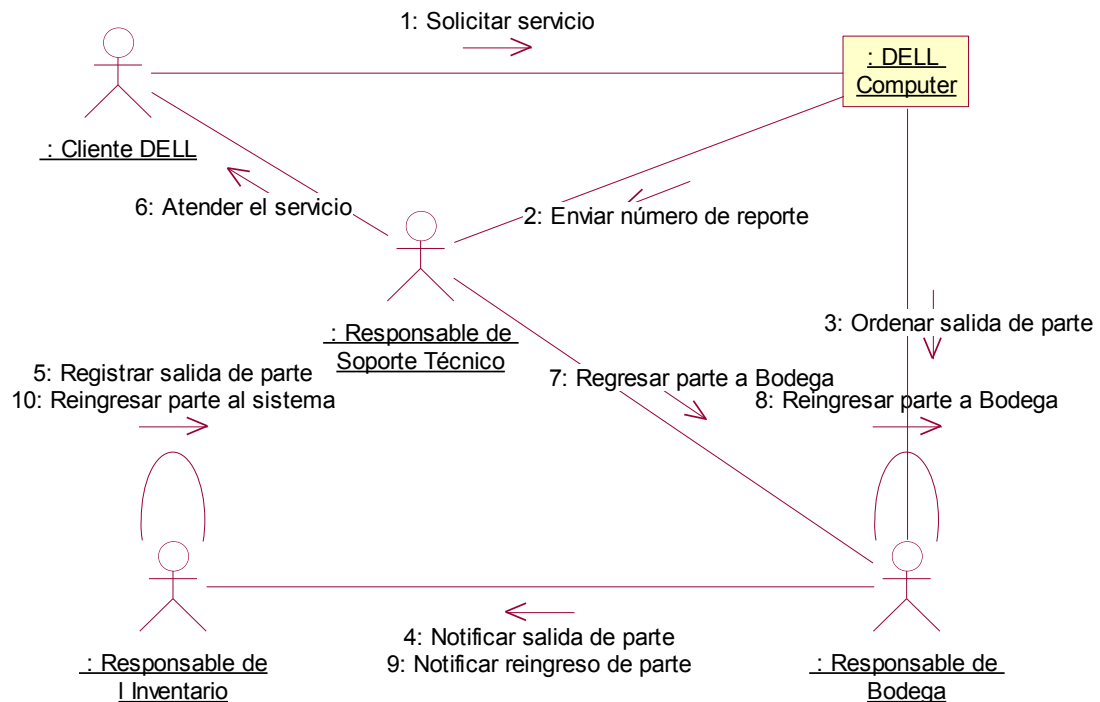 1: Solicitar servicio
: DELL
Computer
: Cliente DELL
6: Atender el servicio
2: Enviar número de reporte
: Responsable de
Soporte Técnico
3: Ordenar salida de parte
5: Registrar salida de parte
10: Reingresar parte al sistema
7: Regresar parte a Bodega
8: Reingresar parte a Bodega
4: Notificar salida de parte
9: Notificar reingreso de parte
: Responsable de
l Inventario
: Responsable de
Bodega